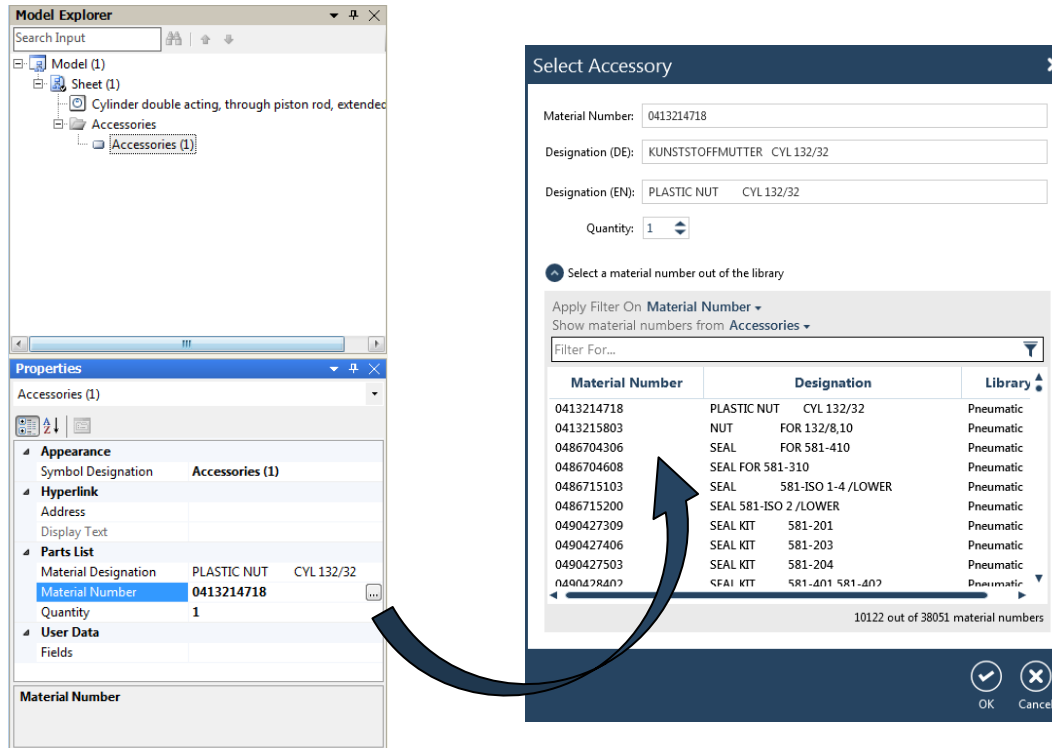 Model Explorer
Search Input
Model (1)
Sheet (1)
Cylinder double acting, through piston rod, extended
Accessories
Accessories (1)
Properties
Accessories (1)
Appearance
Symbol Designation Accessories (1)
Hyperlink
Address
Display Text
Parts List
Material Designation PLASTIC NUT CYL 132/32
Material Number 0413214718 ...
Quantity 1
User Data
Fields
Material Number
Select Accessory
Material Number: 0413214718
Designation (DE): KUNSTSTOFFMUTTER CYL 132/32
Designation (EN): PLASTIC NUT CYL 132/32
Quantity: 1
Select a material number out of the library
Apply Filter On Material Number
Show material numbers from Accessories
Filter For...
Material Number Designation Library
0413214718 PLASTIC NUT CYL 132/32 Pneumatic
0413215803 NUT FOR 132/8,10 Pneumatic
0486704306 SEAL FOR 581-410 Pneumatic
0486704608 SEAL FOR 581-310 Pneumatic
0486715103 SEAL 581-ISO 1-4 /LOWER Pneumatic
0486715200 SEAL 581-ISO 2 /LOWER Pneumatic
0490427309 SEAL KIT 581-201 Pneumatic
0490427406 SEAL KIT 581-203 Pneumatic
0490427503 SEAL KIT 581-204 Pneumatic
0490428402 SEAL KIT 581-401 581-402 Pneumatic
10122 out of 38051 material numbers
OK Cancel